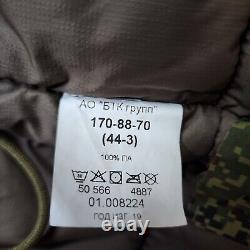 АО "БТК групп"
170-88-70
(44-3)
100% ПА
50 566 4887
01.008224
ГОД ИЗГ. 19